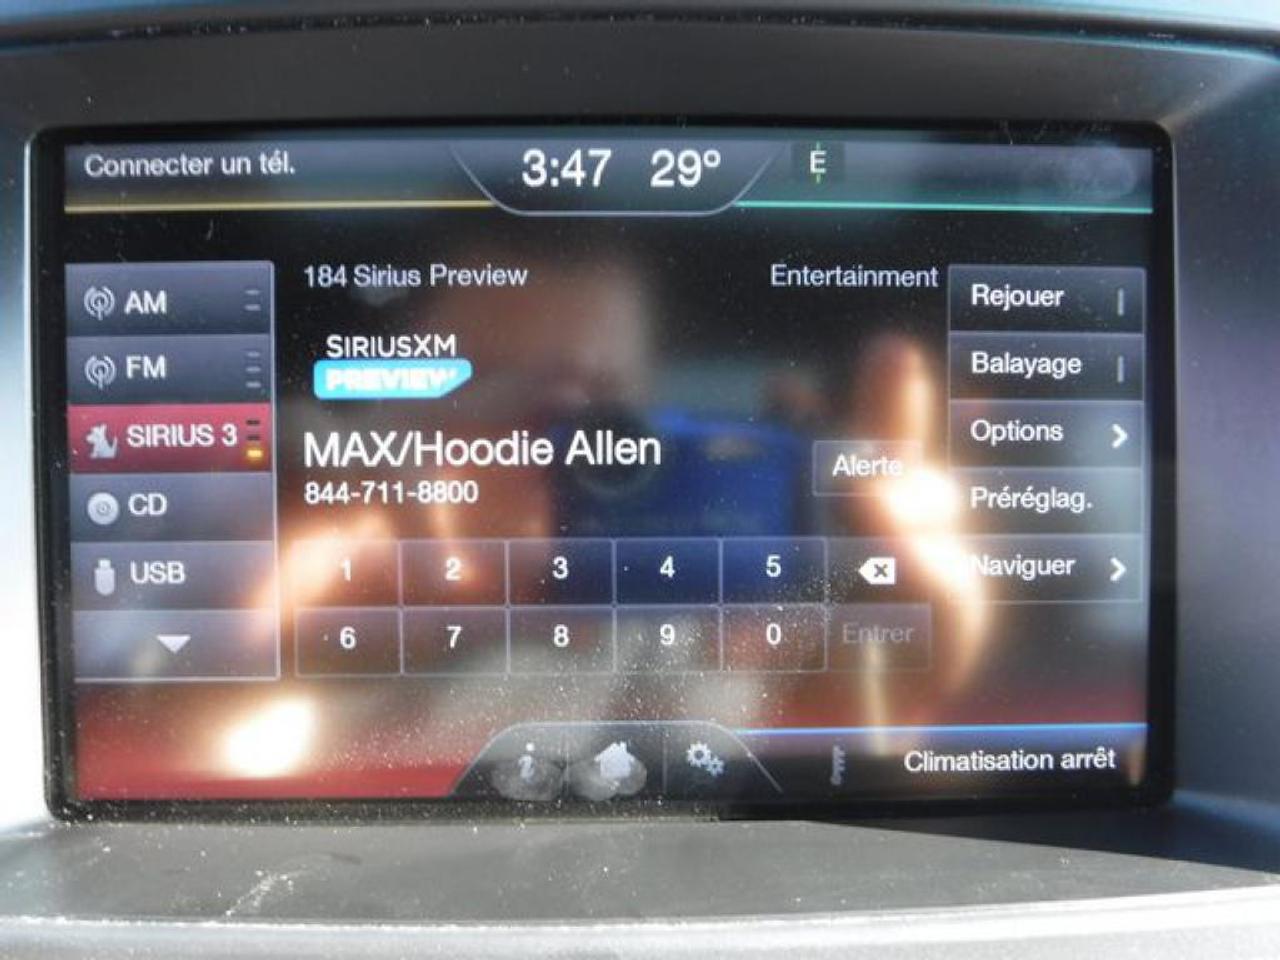 Connecter un tél.
3:47 29° E
184 Sirius Preview
Entertainment
AM
FM
SIRIUS 3
CD
USB
SIRIUSXM
PREVIEW
MAX/Hoodie Allen
844-711-8800
Alerte
1 2 3 4 5
6 7 8 9 0 Entrer
Rejouer
Balayage
Options
Préréglag.
Naviguer
i
Climatisation arrêt